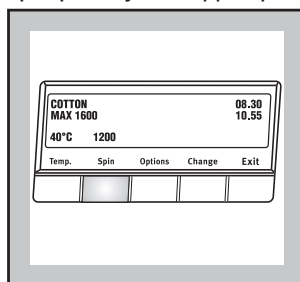 COTTON 08.30
MAX 1600 10.55
40°C 1200
Temp. Spin Options Change Exit